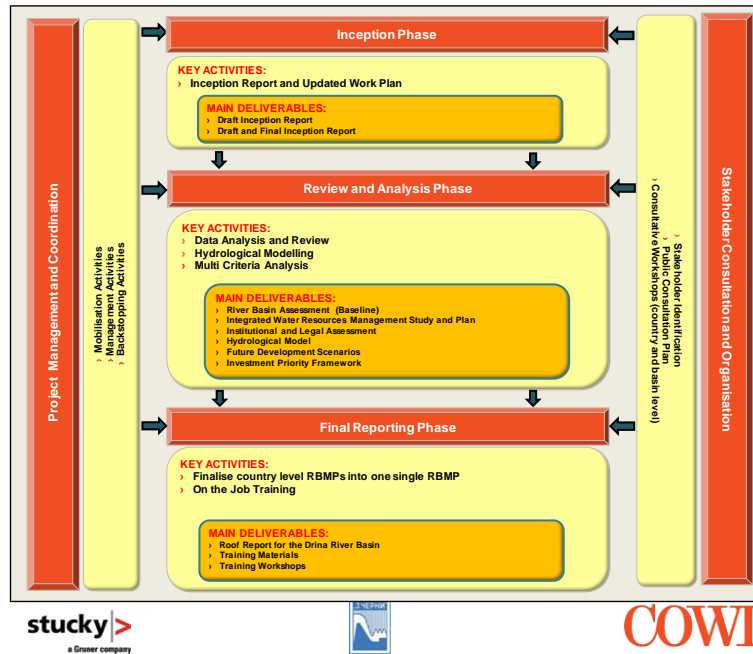 Project Management and Coordination
› Mobilisation Activities
› Management Activities
› Backstopping Activities
Inception Phase
KEY ACTIVITIES:
› Inception Report and Updated Work Plan
MAIN DELIVERABLES:
› Draft Inception Report
› Draft and Final Inception Report
Review and Analysis Phase
KEY ACTIVITIES:
› Data Analysis and Review
› Hydrological Modelling
› Multi Criteria Analysis
MAIN DELIVERABLES:
› River Basin Assessment (Baseline)
› Integrated Water Resources Management Study and Plan
› Institutional and Legal Assessment
› Hydrological Model
› Future Development Scenarios
› Investment Priority Framework
Final Reporting Phase
KEY ACTIVITIES:
› Finalise country level RBMPs into one single RBMP
› On the Job Training
MAIN DELIVERABLES:
› Roof Report for the Drina River Basin
› Training Materials
› Training Workshops
› Stakeholder Identification
› Public Consultation Plan
› Consultative Workshops (country and basin level)
Stakeholder Consultation and Organisation
stucky
a Gruner company
ЧЕРНИ
COWI